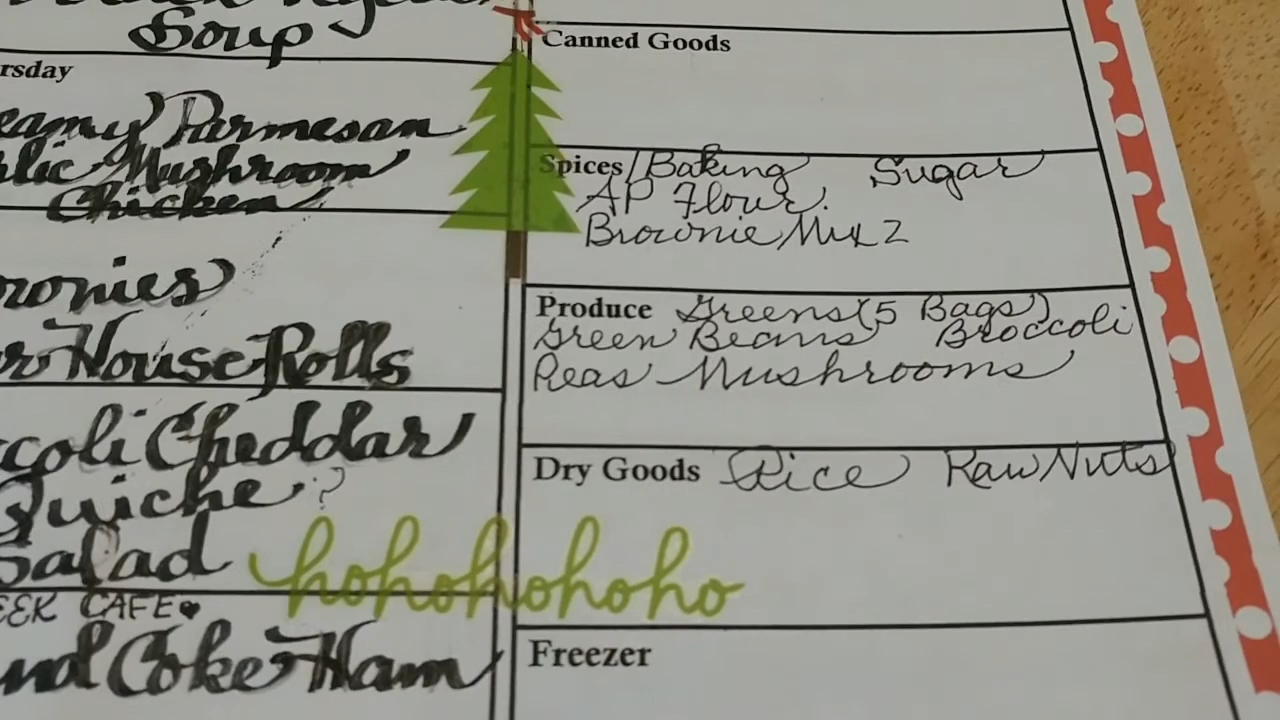 Soup
rsday
eamy Parmesan
lic Mushroom
Chicken
ronies
r House Rolls
coli Cheddar
Quiche ?
Salad
EEK CAFE♥
nd Coke Ham
hohohohoho
Canned Goods
Spices/Baking Sugar
AP Flour
Brownie Mix 2
Produce Greens (5 Bags)
Green Beans Broccoli
Peas Mushrooms
Dry Goods Rice Raw Nuts
Freezer